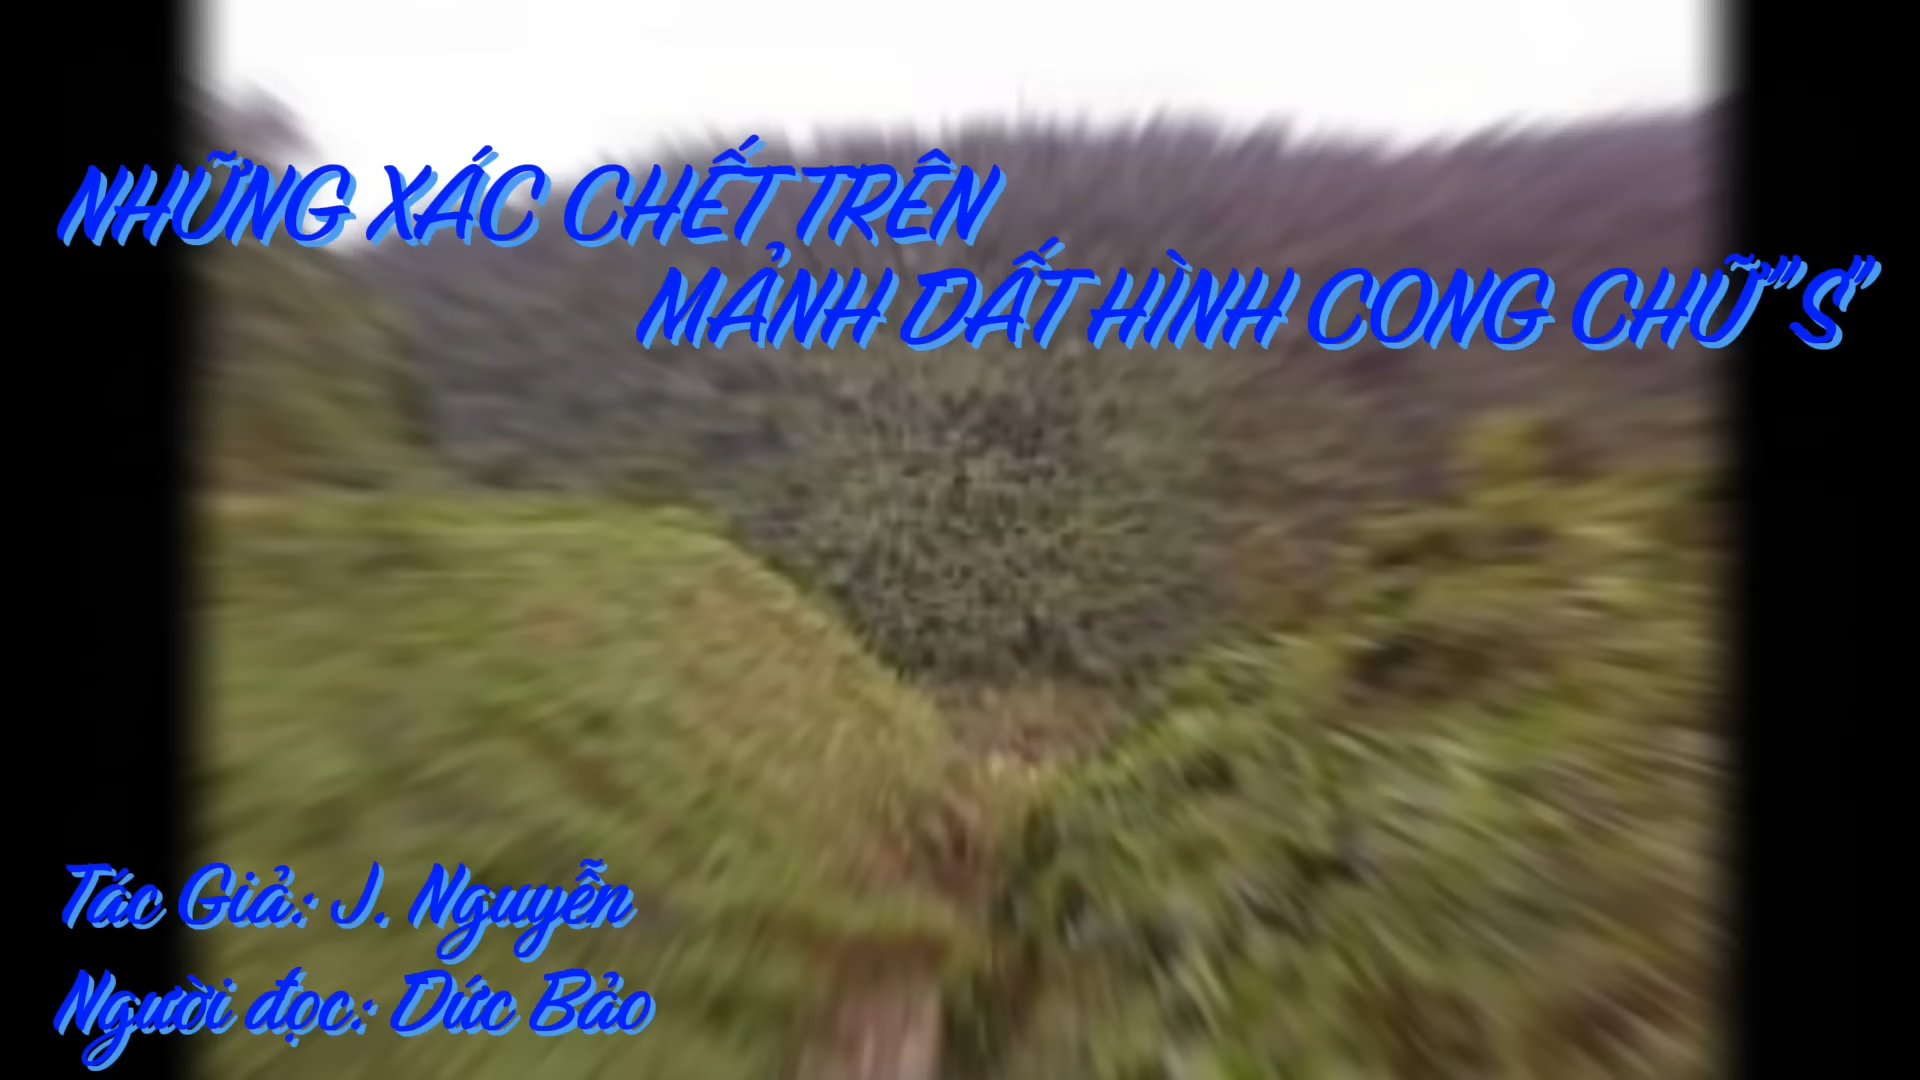 NHỮNG XÁC CHẾT TRÊN
MẢNH ĐẤT HÌNH CONG CHỮ "S"
Tác Giả: J. Nguyễn
Người đọc: Đức Bảo